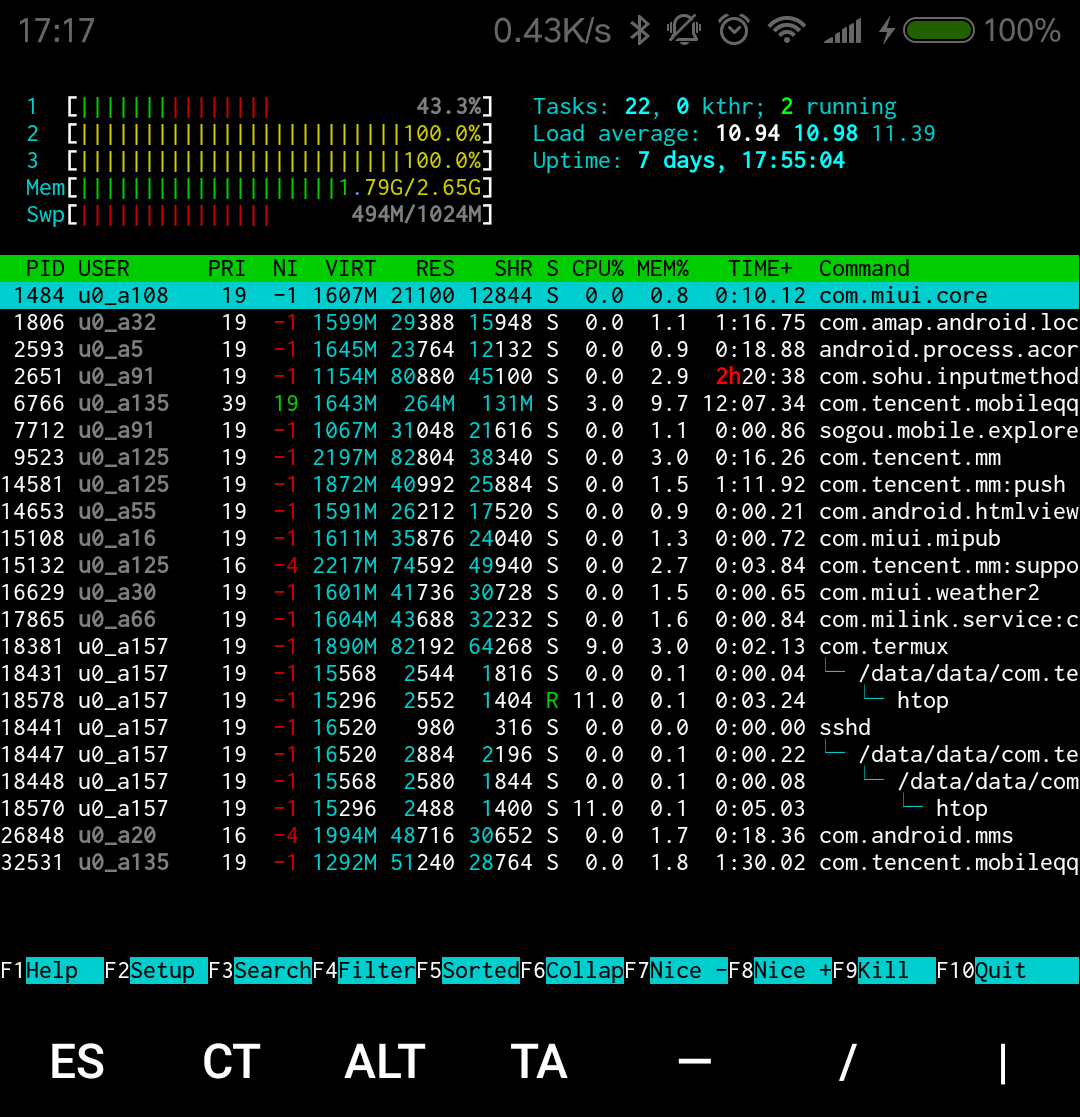 17:17 0.43K/s 100%
1 [||||||||||||||| 43.3%] Tasks: 22, 0 kthr; 2 running
2 [|||||||||||||||||||||||||100.0%] Load average: 10.94 10.98 11.39
3 [|||||||||||||||||||||||||100.0%] Uptime: 7 days, 17:55:04
Mem[||||||||||||||||||||1.79G/2.65G]
Swp[||||||||||||||| 494M/1024M]
PID USER PRI NI VIRT RES SHR S CPU% MEM% TIME+ Command
1484 u0_a108 19 -1 1607M 21100 12844 S 0.0 0.8 0:10.12 com.miui.core
1806 u0_a32 19 -1 1599M 29388 15948 S 0.0 1.1 1:16.75 com.amap.android.loc
2593 u0_a5 19 -1 1645M 23764 12132 S 0.0 0.9 0:18.88 android.process.acor
2651 u0_a91 19 -1 1154M 80880 45100 S 0.0 2.9 2h20:38 com.sohu.inputmethod
6766 u0_a135 39 19 1643M 264M 131M S 3.0 9.7 12:07.34 com.tencent.mobileqq
7712 u0_a91 19 -1 1067M 31048 21616 S 0.0 1.1 0:00.86 sogou.mobile.explore
9523 u0_a125 19 -1 2197M 82804 38340 S 0.0 3.0 0:16.26 com.tencent.mm
14581 u0_a125 19 -1 1872M 40992 25884 S 0.0 1.5 1:11.92 com.tencent.mm:push
14653 u0_a55 19 -1 1591M 26212 17520 S 0.0 0.9 0:00.21 com.android.htmlview
15108 u0_a16 19 -1 1611M 35876 24040 S 0.0 1.3 0:00.72 com.miui.mipub
15132 u0_a125 16 -4 2217M 74592 49940 S 0.0 2.7 0:03.84 com.tencent.mm:suppo
16629 u0_a30 19 -1 1601M 41736 30728 S 0.0 1.5 0:00.65 com.miui.weather2
17865 u0_a66 19 -1 1604M 43688 32232 S 0.0 1.6 0:00.84 com.milink.service:c
18381 u0_a157 19 -1 1890M 82192 64268 S 9.0 3.0 0:02.13 com.termux
18431 u0_a157 19 -1 15568 2544 1816 S 0.0 0.1 0:00.04 └─ /data/data/com.te
18578 u0_a157 19 -1 15296 2552 1404 R 11.0 0.1 0:03.24 └─ htop
18441 u0_a157 19 -1 16520 980 316 S 0.0 0.0 0:00.00 sshd
18447 u0_a157 19 -1 16520 2884 2196 S 0.0 0.1 0:00.22 └─ /data/data/com.te
18448 u0_a157 19 -1 15568 2580 1844 S 0.0 0.1 0:00.08 └─ /data/data/com
18570 u0_a157 19 -1 15296 2488 1400 S 11.0 0.1 0:05.03 └─ htop
26848 u0_a20 16 -4 1994M 48716 30652 S 0.0 1.7 0:18.36 com.android.mms
32531 u0_a135 19 -1 1292M 51240 28764 S 0.0 1.8 1:30.02 com.tencent.mobileqq
F1Help F2Setup F3SearchF4FilterF5SortedF6CollapF7Nice -F8Nice +F9Kill F10Quit
ES CT ALT TA — / |